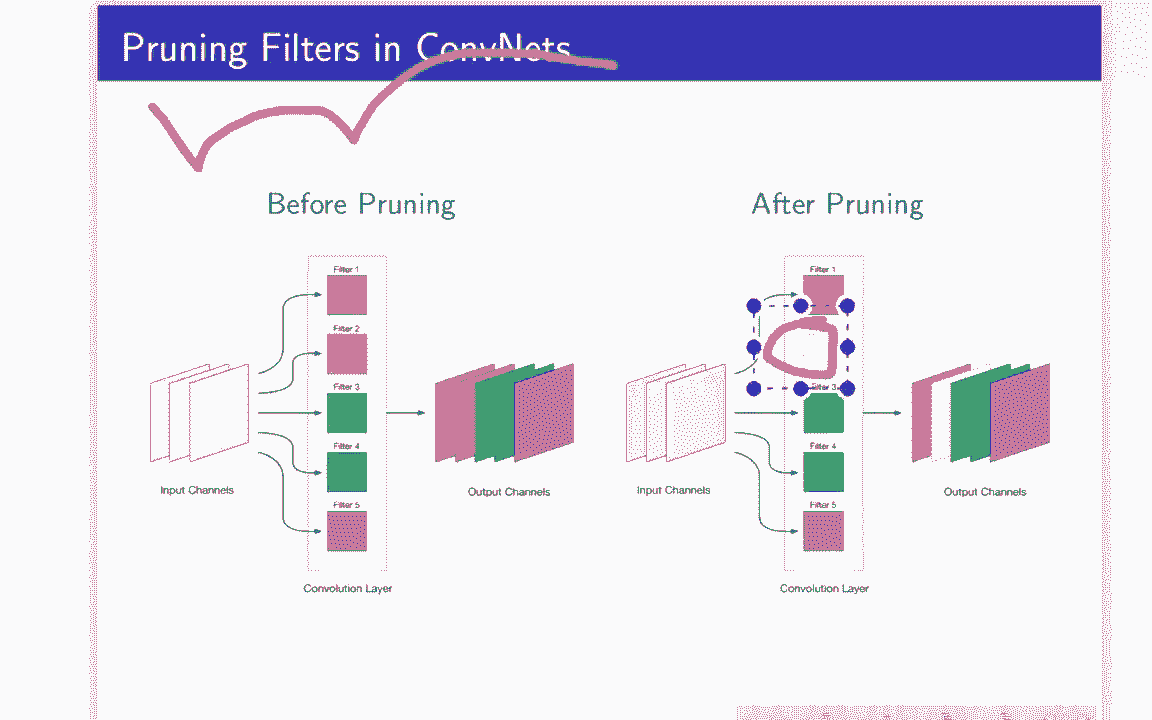 Pruning Filters in ConvNets
Before Pruning
After Pruning
Filter 1
Filter 2
Filter 3
Filter 4
Filter 5
Input Channels
Output Channels
Convolution Layer
Filter 1
Filter 3
Filter 4
Filter 5
Input Channels
Output Channels
Convolution Layer